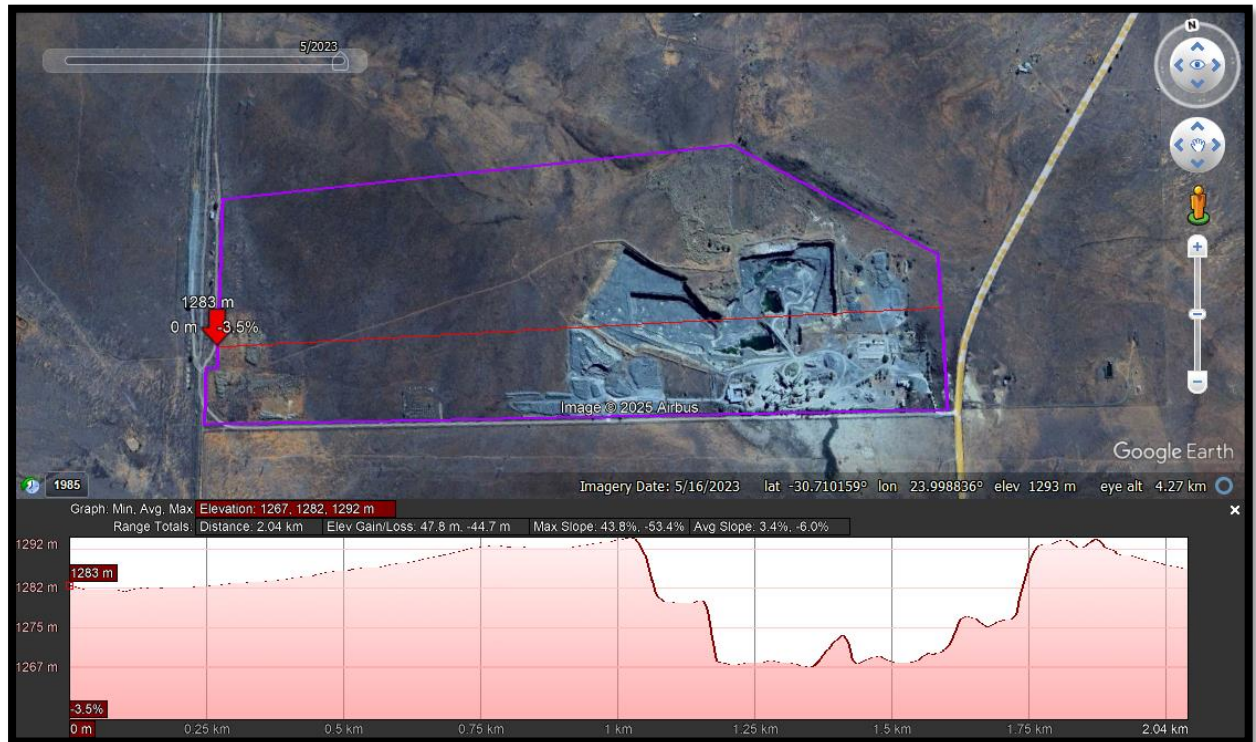 5/2023
N
1283 m
0 m -3.5%
Image © 2025 Airbus
Google Earth
1985
Imagery Date: 5/16/2023 lat -30.710159° lon 23.998836° elev 1293 m eye alt 4.27 km
Graph: Min, Avg, Max Elevation: 1267, 1282, 1292 m
Range Totals: Distance: 2.04 km Elev Gain/Loss: 47.8 m, -44.7 m Max Slope: 43.8%, -53.4% Avg Slope: 3.4%, -6.0%
1292 m
1283 m
1282 m
1275 m
1267 m
-3.5%
0 m 0.25 km 0.5 km 0.75 km 1 km 1.25 km 1.5 km 1.75 km 2.04 km